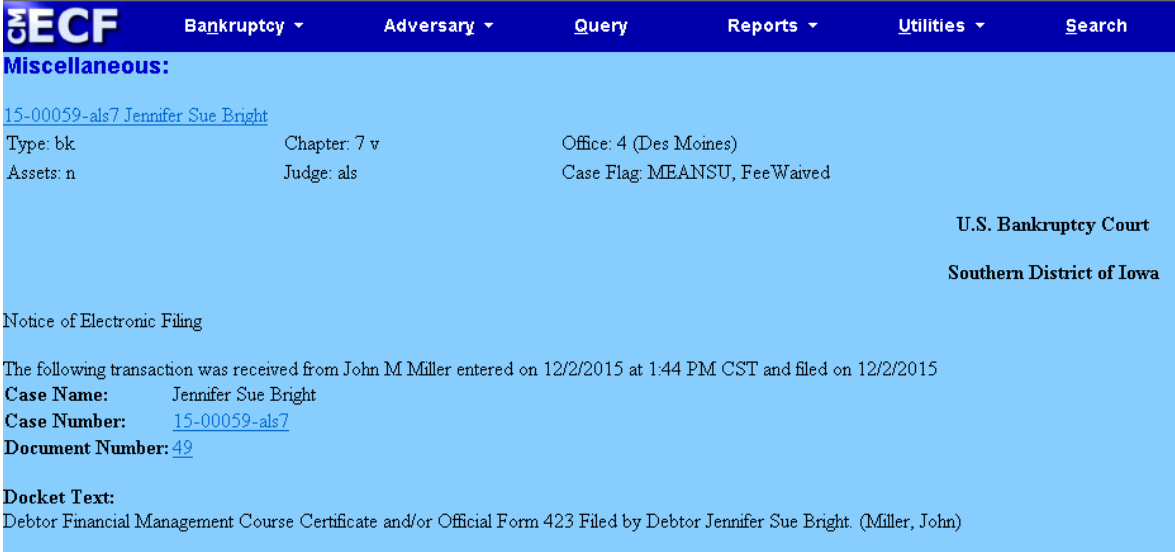 CM ECF Bankruptcy Adversary Query Reports Utilities Search
Miscellaneous:
15-00059-als7 Jennifer Sue Bright
Type: bk Chapter: 7 v Office: 4 (Des Moines)
Assets: n Judge: als Case Flag: MEANSU, FeeWaived
U.S. Bankruptcy Court
Southern District of Iowa
Notice of Electronic Filing
The following transaction was received from John M Miller entered on 12/2/2015 at 1:44 PM CST and filed on 12/2/2015
Case Name: Jennifer Sue Bright
Case Number: 15-00059-als7
Document Number: 49
Docket Text:
Debtor Financial Management Course Certificate and/or Official Form 423 Filed by Debtor Jennifer Sue Bright. (Miller, John)